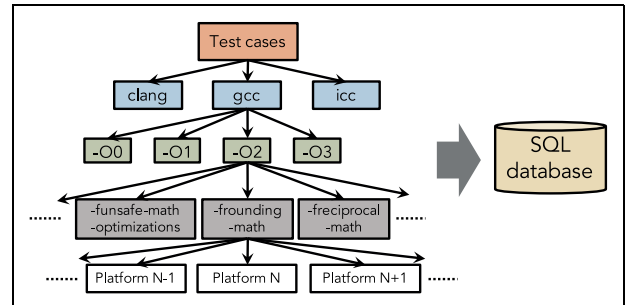 Test cases
clang
gcc
icc
-O0
-O1
-O2
-O3
SQL
database
-funsafe-math
-optimizations
-frounding
-math
-freciprocal
-math
Platform N-1
Platform N
Platform N+1